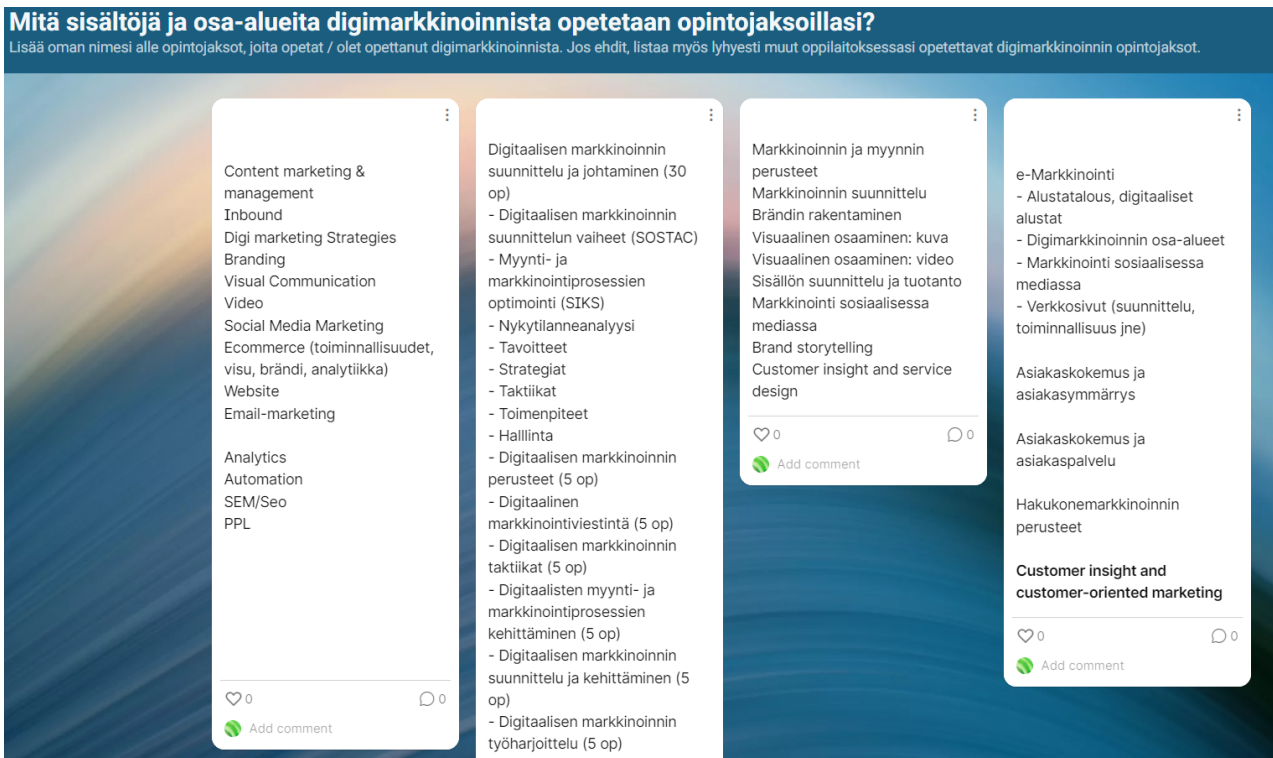 Mitä sisältöjä ja osa-alueita digimarkkinoinnista opetetaan opintojaksoillasi?
Lisää oman nimesi alle opintojaksot, joita opetat / olet opettanut digimarkkinoinnista. Jos ehdit, listaa myös lyhyesti muut oppilaitoksessasi opetettavat digimarkkinoinnin opintojaksot.
Content marketing &
management
Inbound
Digi marketing Strategies
Branding
Visual Communication
Video
Social Media Marketing
Ecommerce (toiminnallisuudet,
visu, brändi, analytiikka)
Website
Email-marketing
Analytics
Automation
SEM/Seo
PPL
0
0
Add comment
Digitaalisen markkinoinnin
suunnittelu ja johtaminen (30
op)
- Digitaalisen markkinoinnin
suunnittelun vaiheet (SOSTAC)
- Myynti- ja
markkinointiprosessien
optimointi (SIKS)
- Nykytilanneanalyysi
- Tavoitteet
- Strategiat
- Taktiikat
- Toimenpiteet
- Halllinta
- Digitaalisen markkinoinnin
perusteet (5 op)
- Digitaalinen
markkinointiviestintä (5 op)
- Digitaalisen markkinoinnin
taktiikat (5 op)
- Digitaalisten myynti- ja
markkinointiprosessien
kehittäminen (5 op)
- Digitaalisen markkinoinnin
suunnittelu ja kehittäminen (5
op)
- Digitaalisen markkinoinnin
työharjoittelu (5 op)
Markkinoinnin ja myynnin
perusteet
Markkinoinnin suunnittelu
Brändin rakentaminen
Visuaalinen osaaminen: kuva
Visuaalinen osaaminen: video
Sisällön suunnittelu ja tuotanto
Markkinointi sosiaalisessa
mediassa
Brand storytelling
Customer insight and service
design
0
0
Add comment
e-Markkinointi
- Alustatalous, digitaaliset
alustat
- Digimarkkinoinnin osa-alueet
- Markkinointi sosiaalisessa
mediassa
- Verkkosivut (suunnittelu,
toiminnallisuus jne)
Asiakaskokemus ja
asiakasymmärrys
Asiakaskokemus ja
asiakaspalvelu
Hakukonemarkkinoinnin
perusteet
Customer insight and
customer-oriented marketing
0
0
Add comment